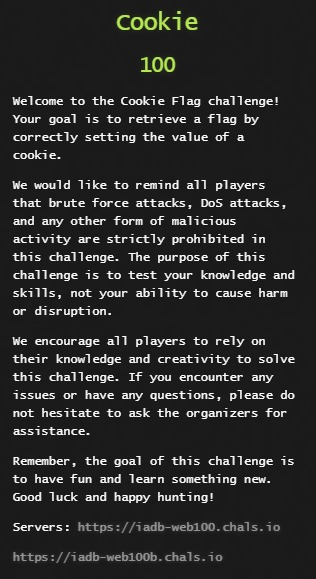 Cookie
100
Welcome to the Cookie Flag challenge!
Your goal is to retrieve a flag by
correctly setting the value of a
cookie.
We would like to remind all players
that brute force attacks, DoS attacks,
and any other form of malicious
activity are strictly prohibited in
this challenge. The purpose of this
challenge is to test your knowledge and
skills, not your ability to cause harm
or disruption.
We encourage all players to rely on
their knowledge and creativity to solve
this challenge. If you encounter any
issues or have any questions, please do
not hesitate to ask the organizers for
assistance.
Remember, the goal of this challenge is
to have fun and learn something new.
Good luck and happy hunting!
Servers: https://iadb-web100.chals.io
https://iadb-web100b.chals.io